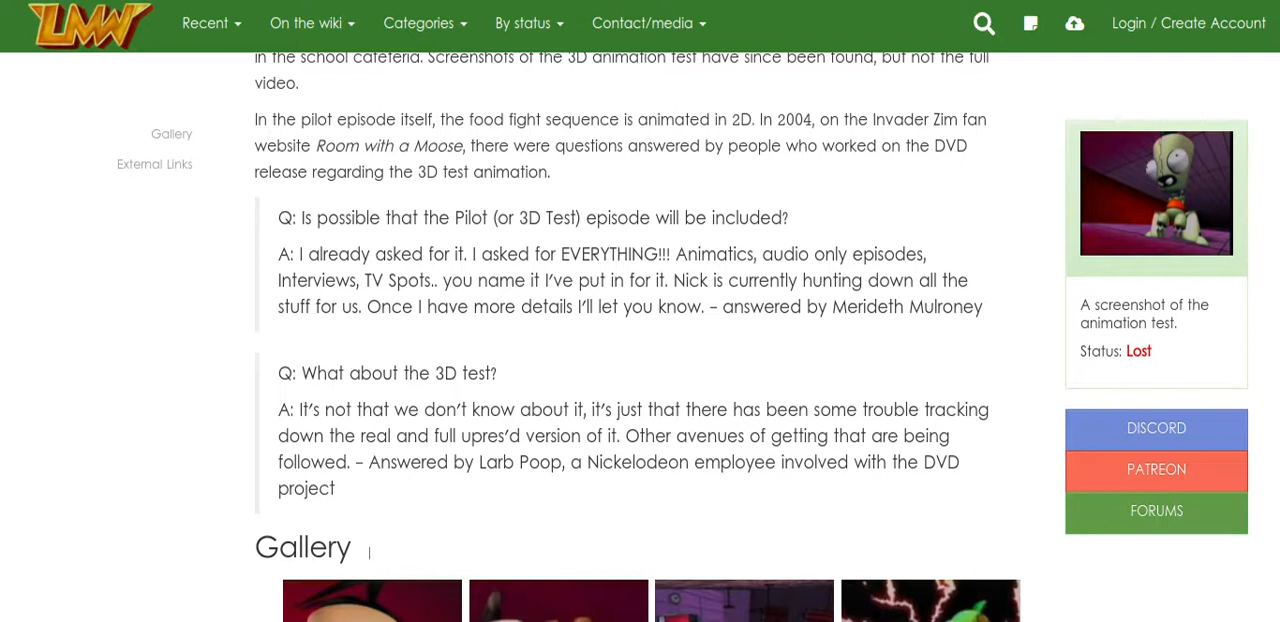 LMW Recent On the wiki Categories By status Contact/media Login / Create Account
in the school cafeteria. Screenshots of the 3D animation test have since been found, but not the full
video.
Gallery
External Links
In the pilot episode itself, the food fight sequence is animated in 2D. In 2004, on the Invader Zim fan
website Room with a Moose, there were questions answered by people who worked on the DVD
release regarding the 3D test animation.
Q: Is possible that the Pilot (or 3D Test) episode will be included?
A: I already asked for it. I asked for EVERYTHING!!! Animatics, audio only episodes,
Interviews, TV Spots.. you name it I've put in for it. Nick is currently hunting down all the
stuff for us. Once I have more details I'll let you know. – answered by Merideth Mulroney
Q: What about the 3D test?
A: It's not that we don't know about it, it's just that there has been some trouble tracking
down the real and full upres'd version of it. Other avenues of getting that are being
followed. – Answered by Larb Poop, a Nickelodeon employee involved with the DVD
project
Gallery
A screenshot of the
animation test.
Status: Lost
DISCORD
PATREON
FORUMS